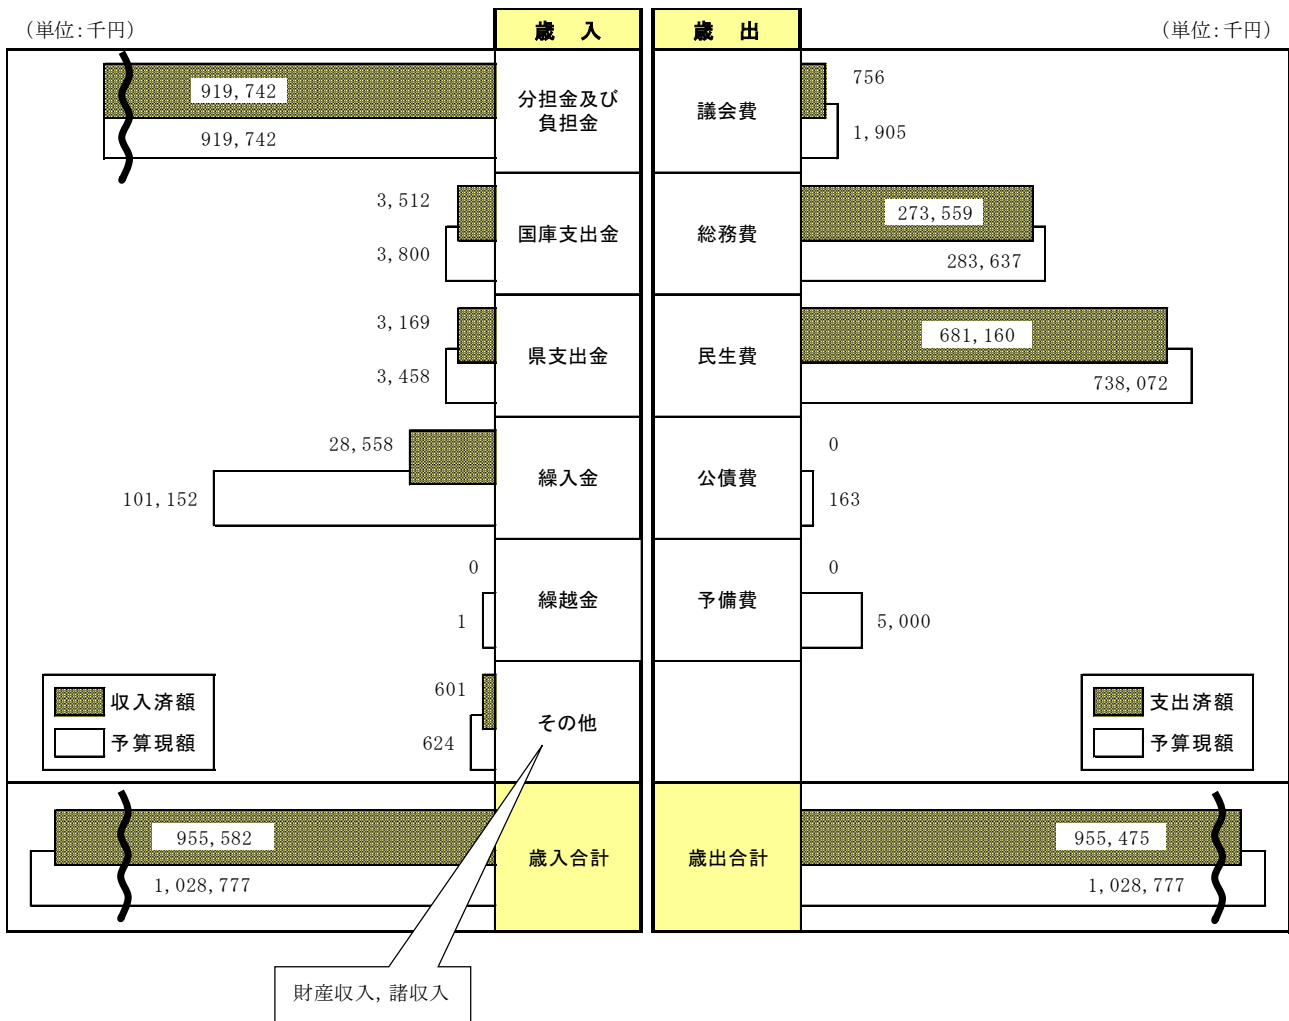 （単位：千円）
歳　入
歳　出
（単位：千円）
919,742
919,742
分担金及び
負担金
議会費
756
1,905
3,512
3,800
国庫支出金
総務費
273,559
283,637
3,169
3,458
県支出金
民生費
681,160
738,072
28,558
101,152
繰入金
公債費
0
163
0
1
繰越金
予備費
0
5,000
収入済額
予算現額
601
624
その他
支出済額
予算現額
955,582
1,028,777
歳入合計
歳出合計
955,475
1,028,777
財産収入，諸収入